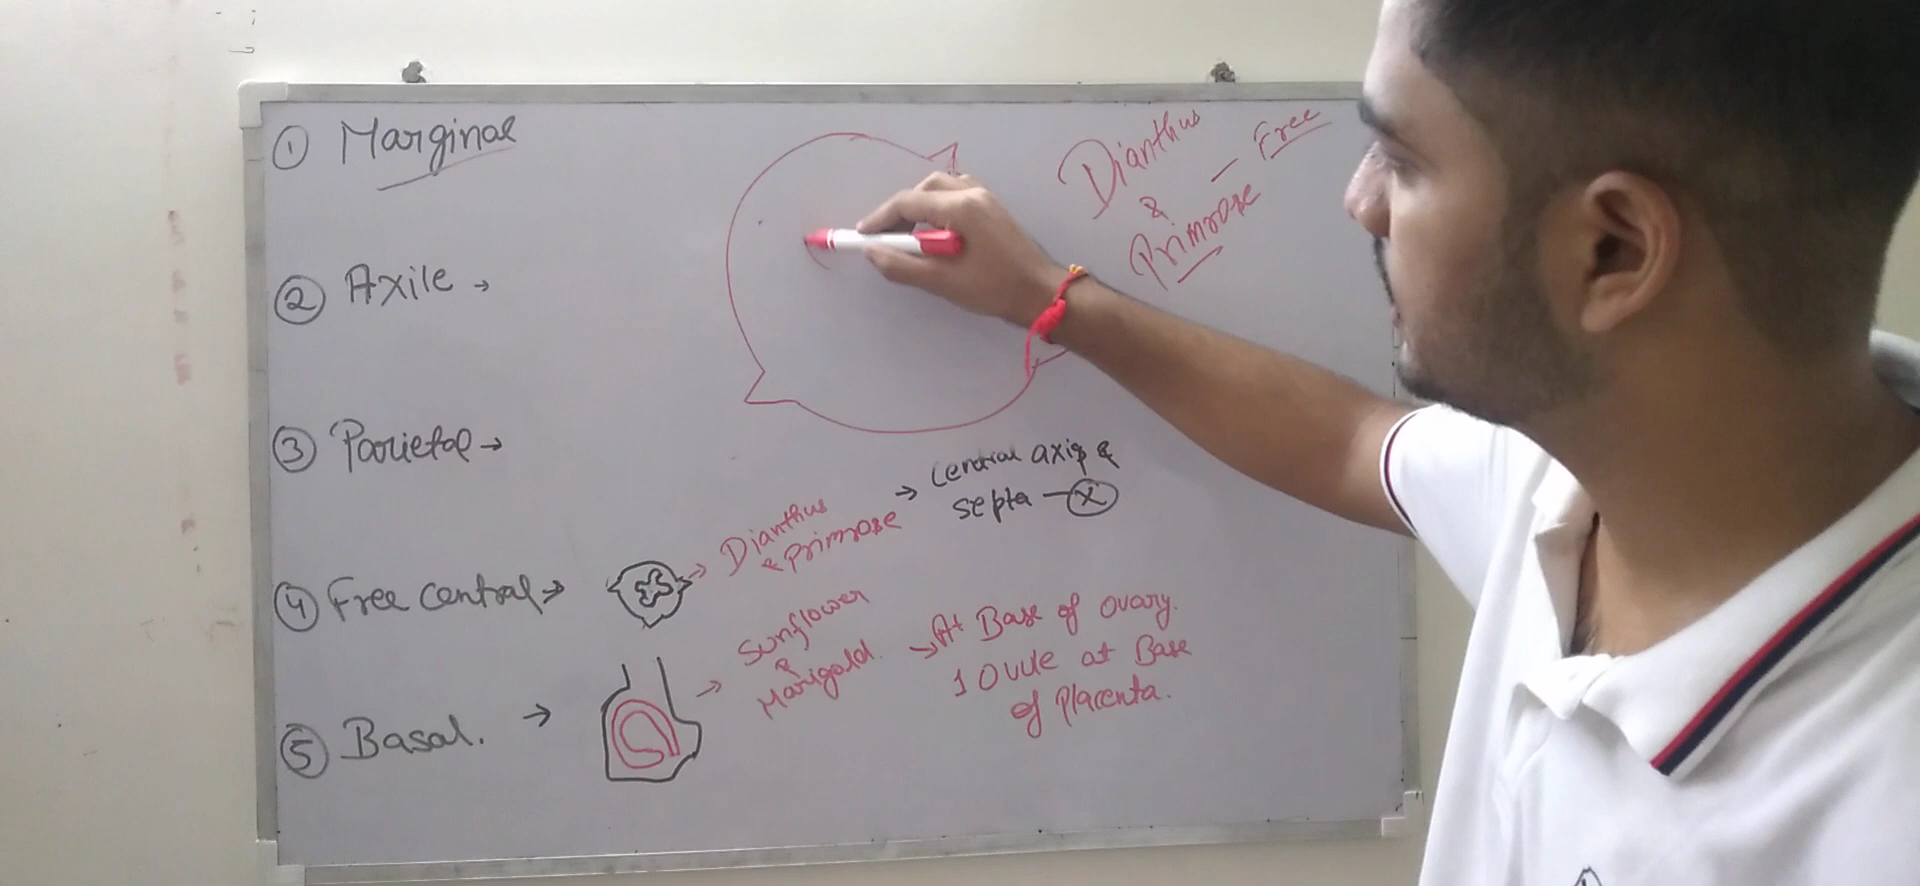 ① Marginal
② Axile →
③ Parietal →
④ Free central →
⑤ Basal. →
Dianthus
&
Primrose
— Free
→ Dianthus
& primrose
→ central axis &
septa — X
→ Sunflower
&
Marigold.
→ At Base of ovary.
1 Ovule at Base
of Placenta.